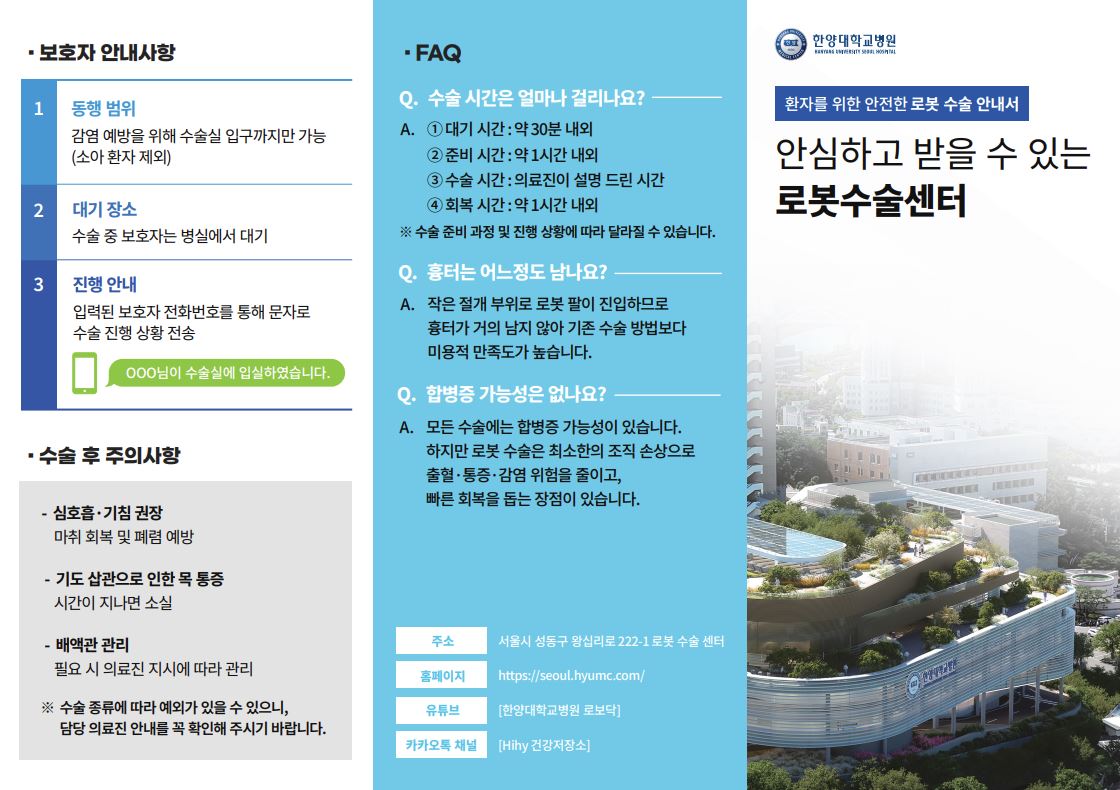 · 보호자 안내사항
1 동행 범위
감염 예방을 위해 수술실 입구까지만 가능
(소아 환자 제외)
2 대기 장소
수술 중 보호자는 병실에서 대기
3 진행 안내
입력된 보호자 전화번호를 통해 문자로
수술 진행 상황 전송
OOO님이 수술실에 입실하였습니다.
· 수술 후 주의사항
- 심호흡·기침 권장
마취 회복 및 폐렴 예방
- 기도 삽관으로 인한 목 통증
시간이 지나면 소실
- 배액관 관리
필요 시 의료진 지시에 따라 관리
※ 수술 종류에 따라 예외가 있을 수 있으니,
담당 의료진 안내를 꼭 확인해 주시기 바랍니다.
· FAQ
Q. 수술 시간은 얼마나 걸리나요?
A. ① 대기 시간 : 약 30분 내외
② 준비 시간 : 약 1시간 내외
③ 수술 시간 : 의료진이 설명 드린 시간
④ 회복 시간 : 약 1시간 내외
※ 수술 준비 과정 및 진행 상황에 따라 달라질 수 있습니다.
Q. 흉터는 어느정도 남나요?
A. 작은 절개 부위로 로봇 팔이 진입하므로
흉터가 거의 남지 않아 기존 수술 방법보다
미용적 만족도가 높습니다.
Q. 합병증 가능성은 없나요?
A. 모든 수술에는 합병증 가능성이 있습니다.
하지만 로봇 수술은 최소한의 조직 손상으로
출혈·통증·감염 위험을 줄이고,
빠른 회복을 돕는 장점이 있습니다.
주소 서울시 성동구 왕십리로 222-1 로봇 수술 센터
홈페이지 https://seoul.hyumc.com/
유튜브 [한양대학교병원 로보닥]
카카오톡 채널 [Hihy 건강저장소]
한양대학교병원
HANYANG UNIVERSITY SEOUL HOSPITAL
환자를 위한 안전한 로봇 수술 안내서
안심하고 받을 수 있는
로봇수술센터
한양대학교병원